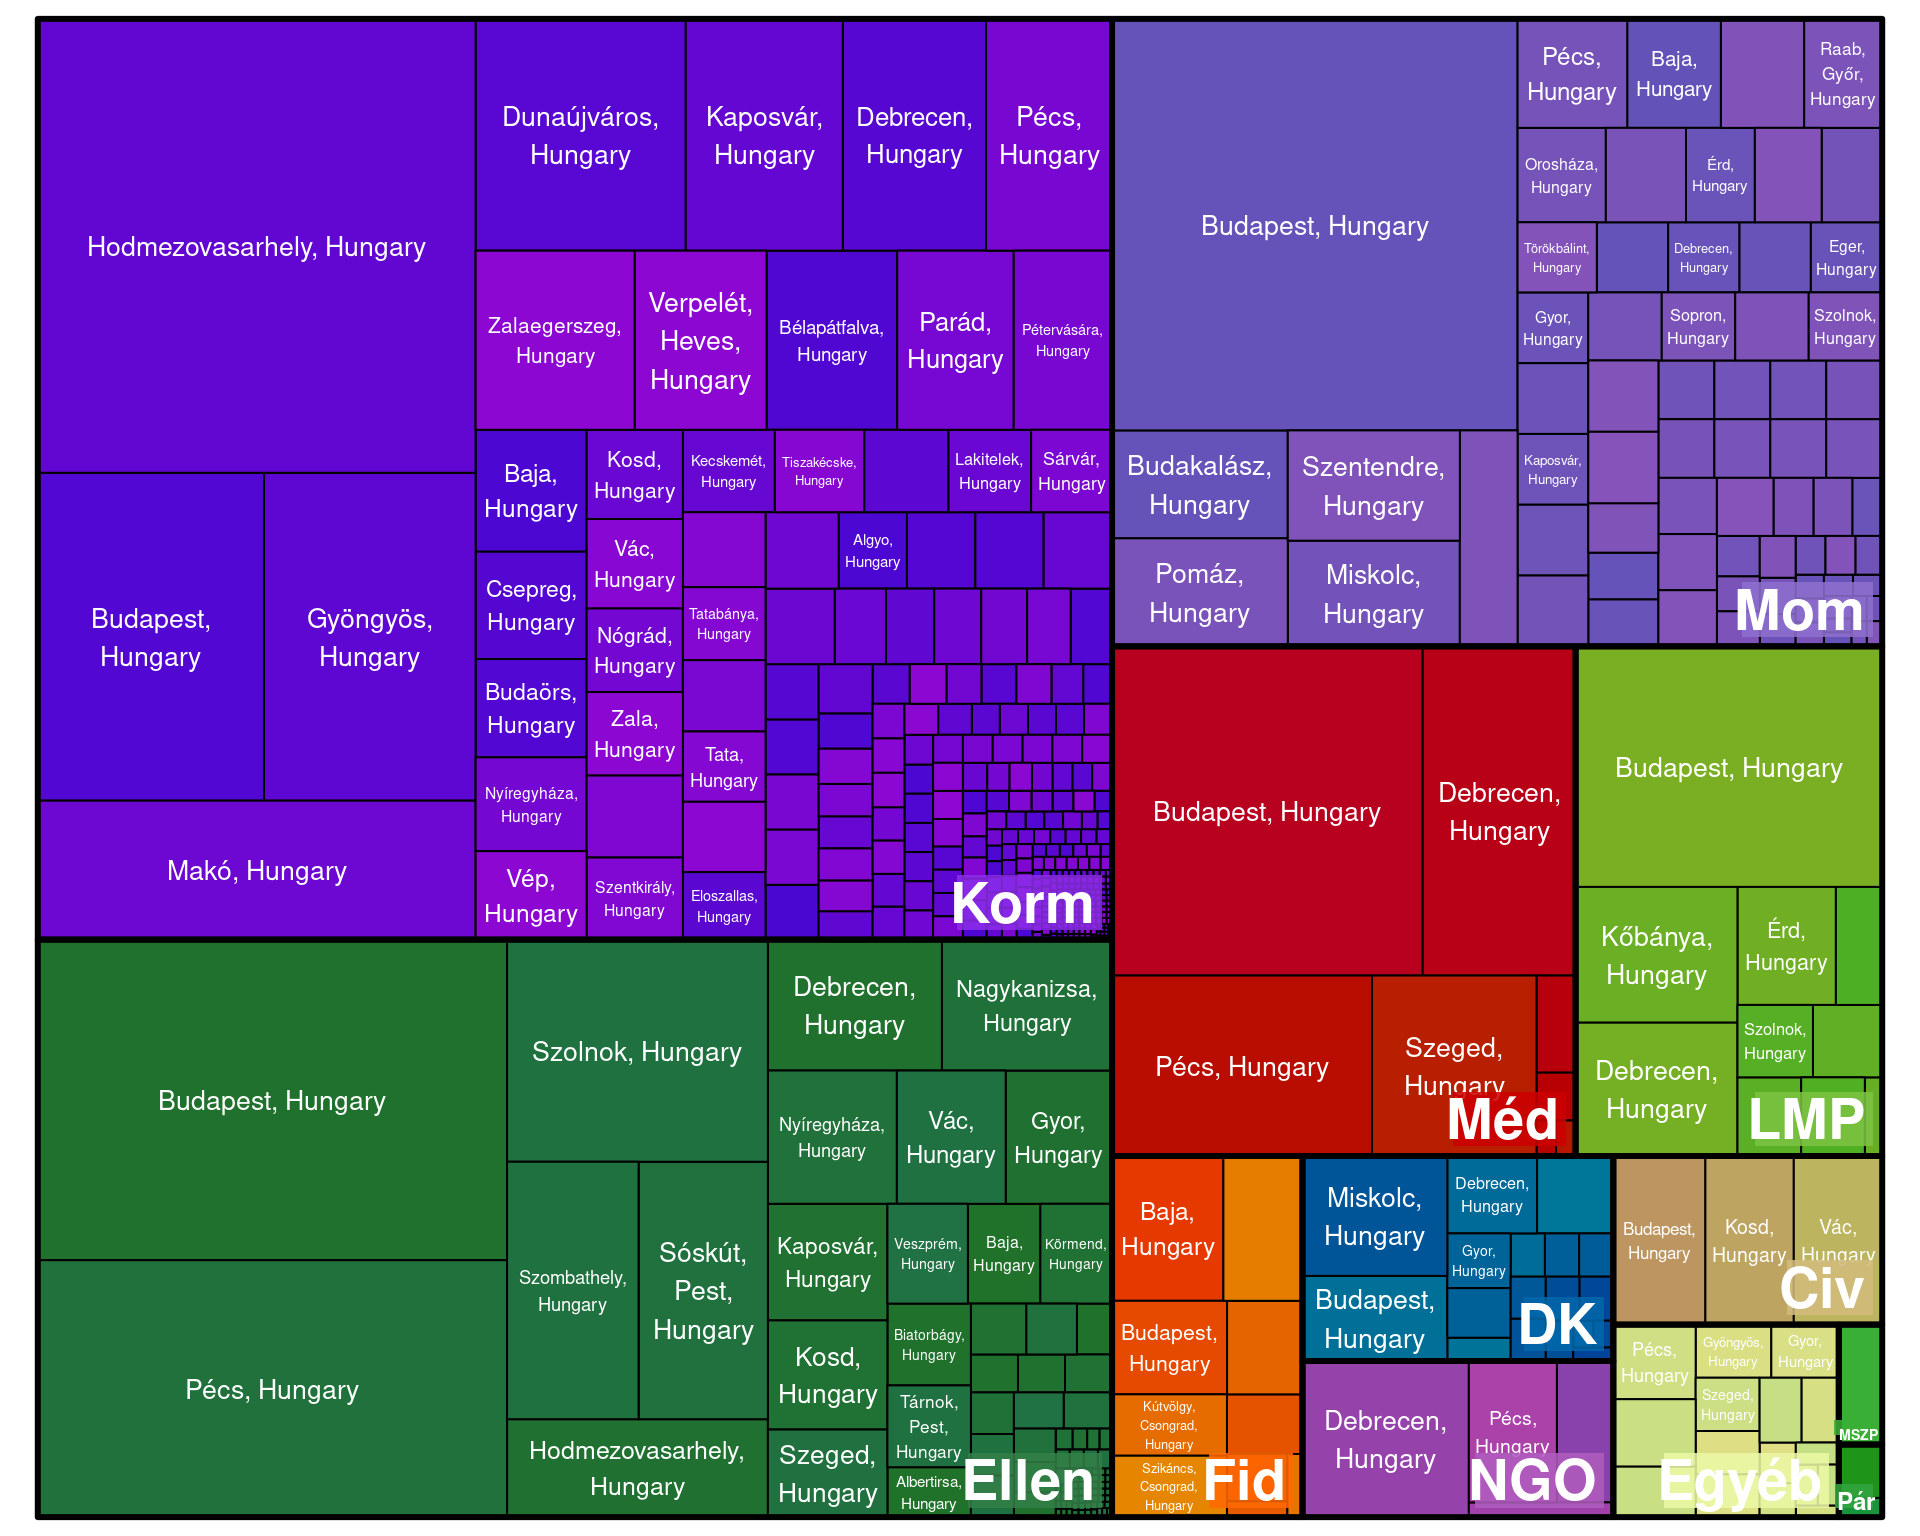 Hodmezovasarhely, Hungary
Budapest,
Hungary
Gyöngyös,
Hungary
Makó, Hungary
Dunaújváros,
Hungary
Kaposvár,
Hungary
Debrecen,
Hungary
Pécs,
Hungary
Zalaegerszeg,
Hungary
Verpelét,
Heves,
Hungary
Bélapátfalva,
Hungary
Parád,
Hungary
Pétervására,
Hungary
Baja,
Hungary
Csepreg,
Hungary
Budaörs,
Hungary
Nyíregyháza,
Hungary
Vép,
Hungary
Kosd,
Hungary
Vác,
Hungary
Nógrád,
Hungary
Zala,
Hungary
Szentkirály,
Hungary
Kecskemét,
Hungary
Tiszakécske,
Hungary
Lakitelek,
Hungary
Sárvár,
Hungary
Algyo,
Hungary
Tatabánya,
Hungary
Tata,
Hungary
Eloszallas,
Hungary
Korm
Budapest, Hungary
Budakalász,
Hungary
Szentendre,
Hungary
Pomáz,
Hungary
Miskolc,
Hungary
Pécs,
Hungary
Baja,
Hungary
Raab,
Győr,
Hungary
Orosháza,
Hungary
Érd,
Hungary
Törökbálint,
Hungary
Debrecen,
Hungary
Eger,
Hungary
Gyor,
Hungary
Sopron,
Hungary
Szolnok,
Hungary
Kaposvár,
Hungary
Mom
Budapest, Hungary
Debrecen,
Hungary
Pécs, Hungary
Szeged,
Hungary
Méd
Budapest, Hungary
Kőbánya,
Hungary
Érd,
Hungary
Debrecen,
Hungary
Szolnok,
Hungary
LMP
Budapest, Hungary
Pécs, Hungary
Szolnok, Hungary
Szombathely,
Hungary
Sóskút,
Pest,
Hungary
Hodmezovasarhely,
Hungary
Debrecen,
Hungary
Nagykanizsa,
Hungary
Nyíregyháza,
Hungary
Vác,
Hungary
Gyor,
Hungary
Kaposvár,
Hungary
Veszprém,
Hungary
Baja,
Hungary
Körmend,
Hungary
Kosd,
Hungary
Biatorbágy,
Hungary
Tárnok,
Pest,
Hungary
Szeged,
Hungary
Albertirsa,
Hungary
Ellen
Baja,
Hungary
Budapest,
Hungary
Kútvölgy,
Csongrad,
Hungary
Szikáncs,
Csongrad,
Hungary
Fid
Miskolc,
Hungary
Debrecen,
Hungary
Gyor,
Hungary
Budapest,
Hungary
DK
Debrecen,
Hungary
Pécs,
Hungary
NGO
Budapest,
Hungary
Kosd,
Hungary
Vác,
Hungary
Civ
Pécs,
Hungary
Gyöngyös,
Hungary
Gyor,
Hungary
Szeged,
Hungary
Egyéb
MSZP
Pár